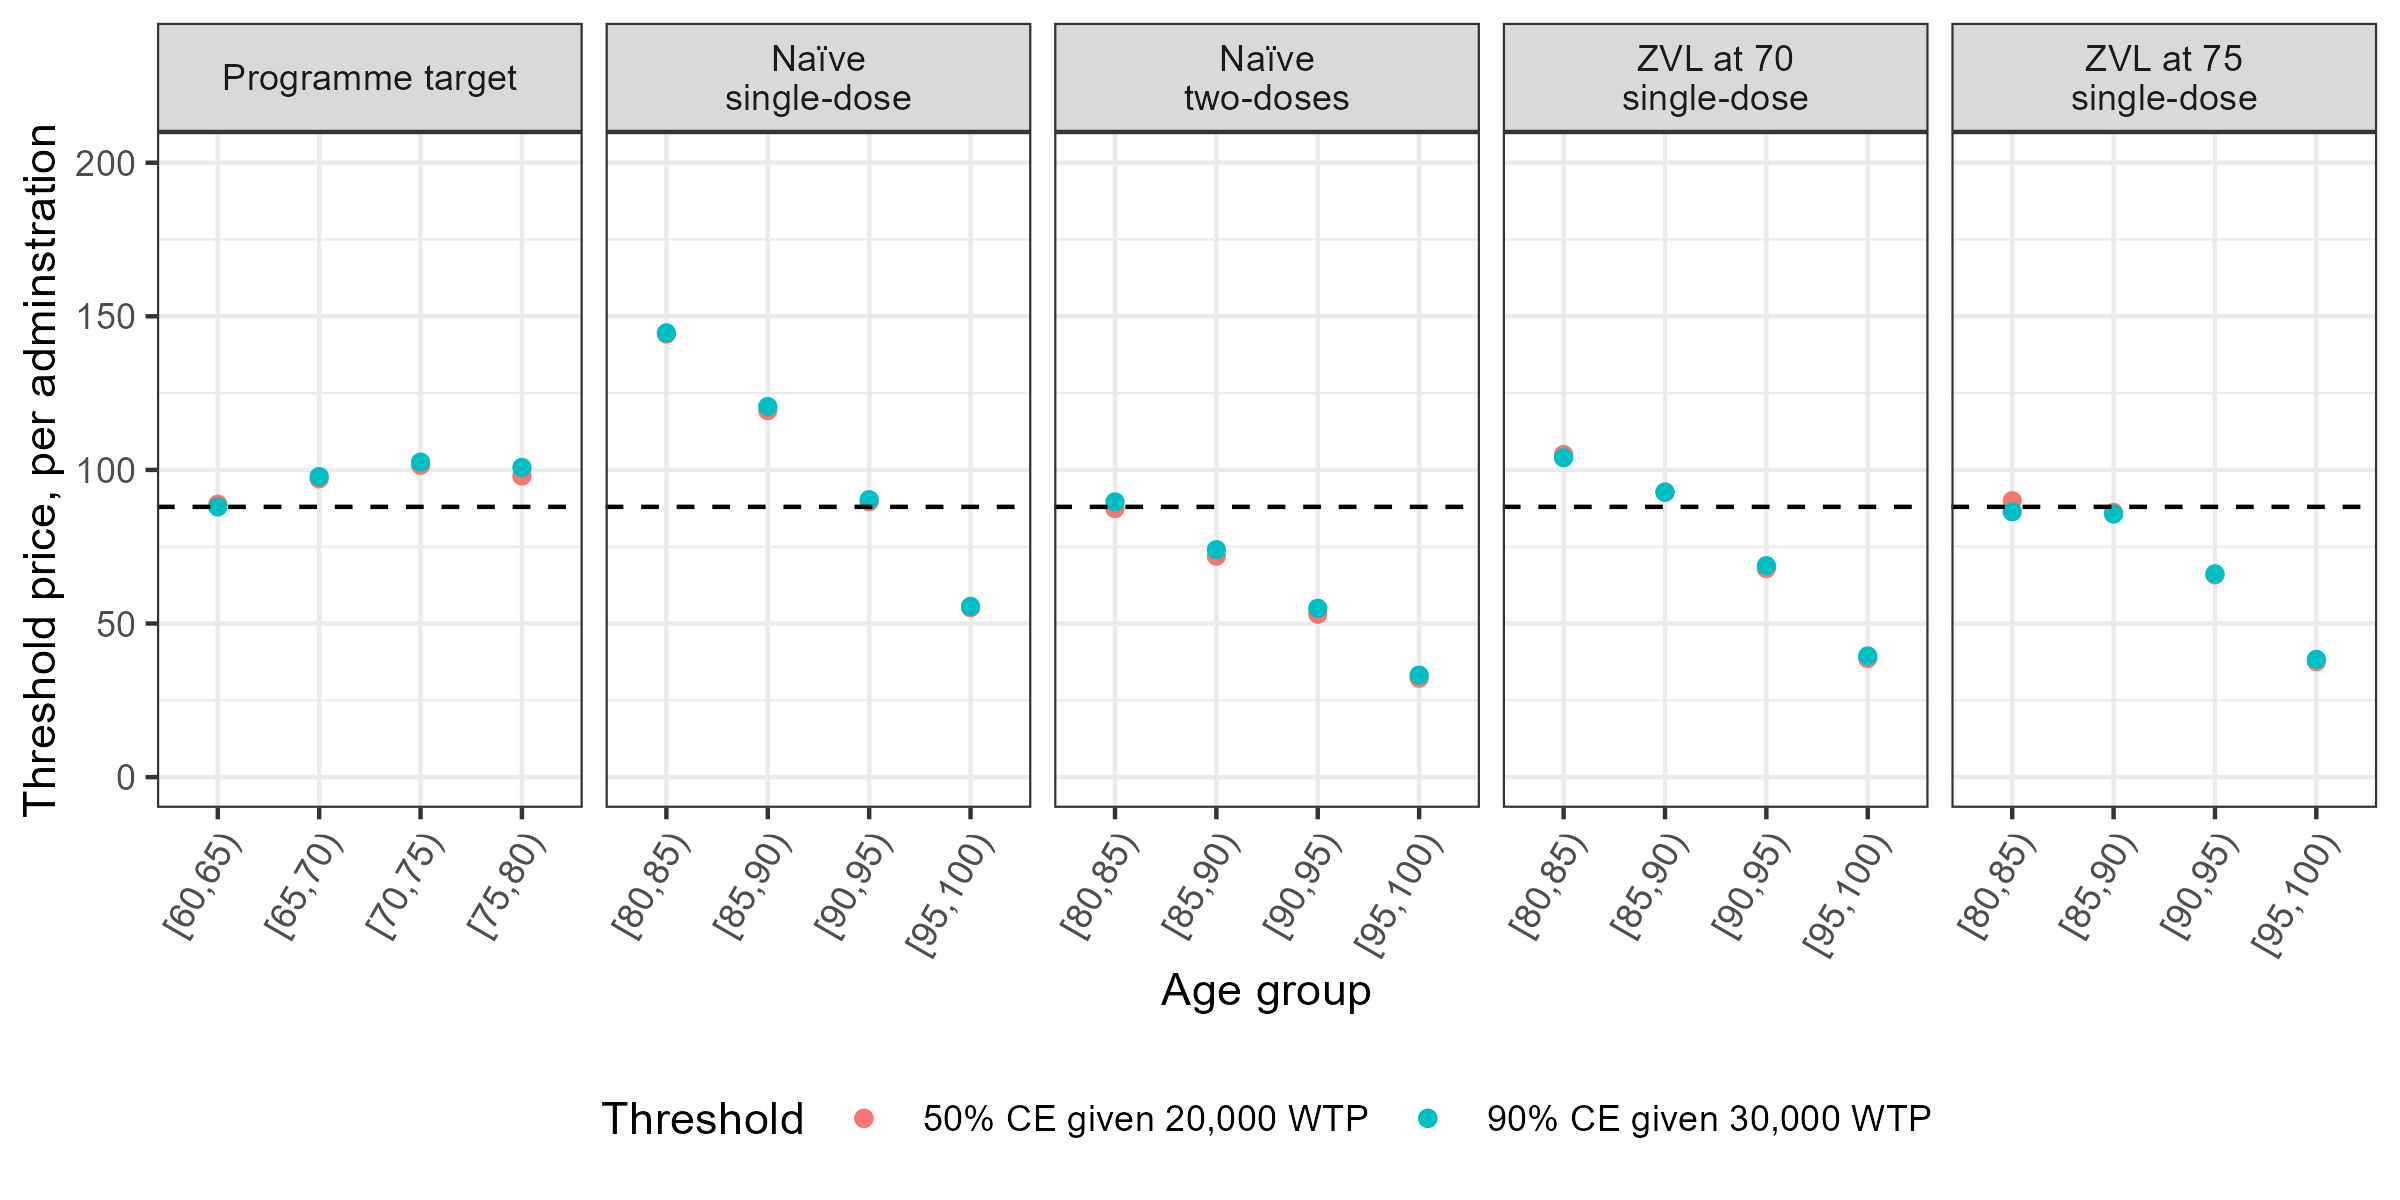 Programme target
Naïve
single-dose
Naïve
two-doses
ZVL at 70
single-dose
ZVL at 75
single-dose
Threshold price, per adminstration
200
150
100
50
0
[60,65)
[65,70)
[70,75)
[75,80)
[80,85)
[85,90)
[90,95)
[95,100)
[80,85)
[85,90)
[90,95)
[95,100)
[80,85)
[85,90)
[90,95)
[95,100)
[80,85)
[85,90)
[90,95)
[95,100)
Age group
Threshold
50% CE given 20,000 WTP
90% CE given 30,000 WTP